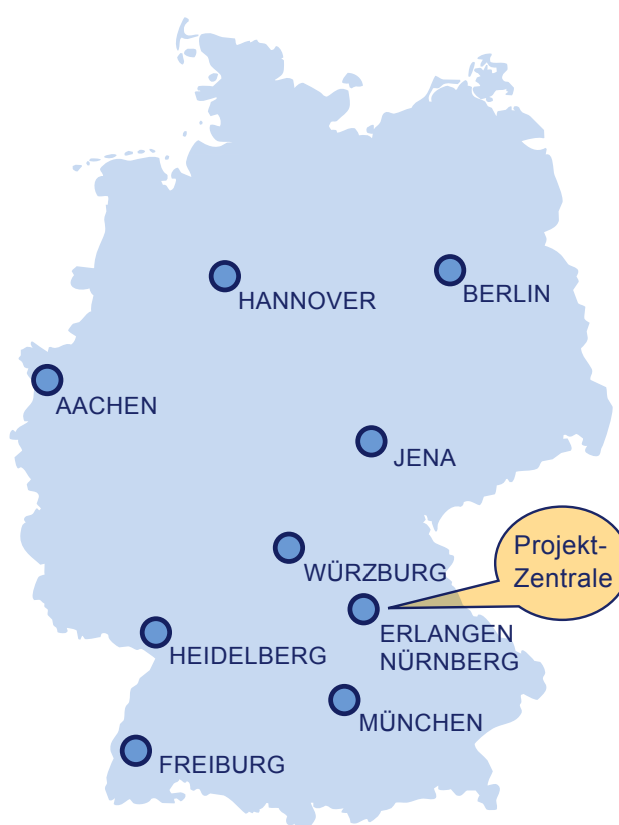 HANNOVER
BERLIN
AACHEN
JENA
Projekt-
Zentrale
WÜRZBURG
ERLANGEN
NÜRNBERG
HEIDELBERG
MÜNCHEN
FREIBURG